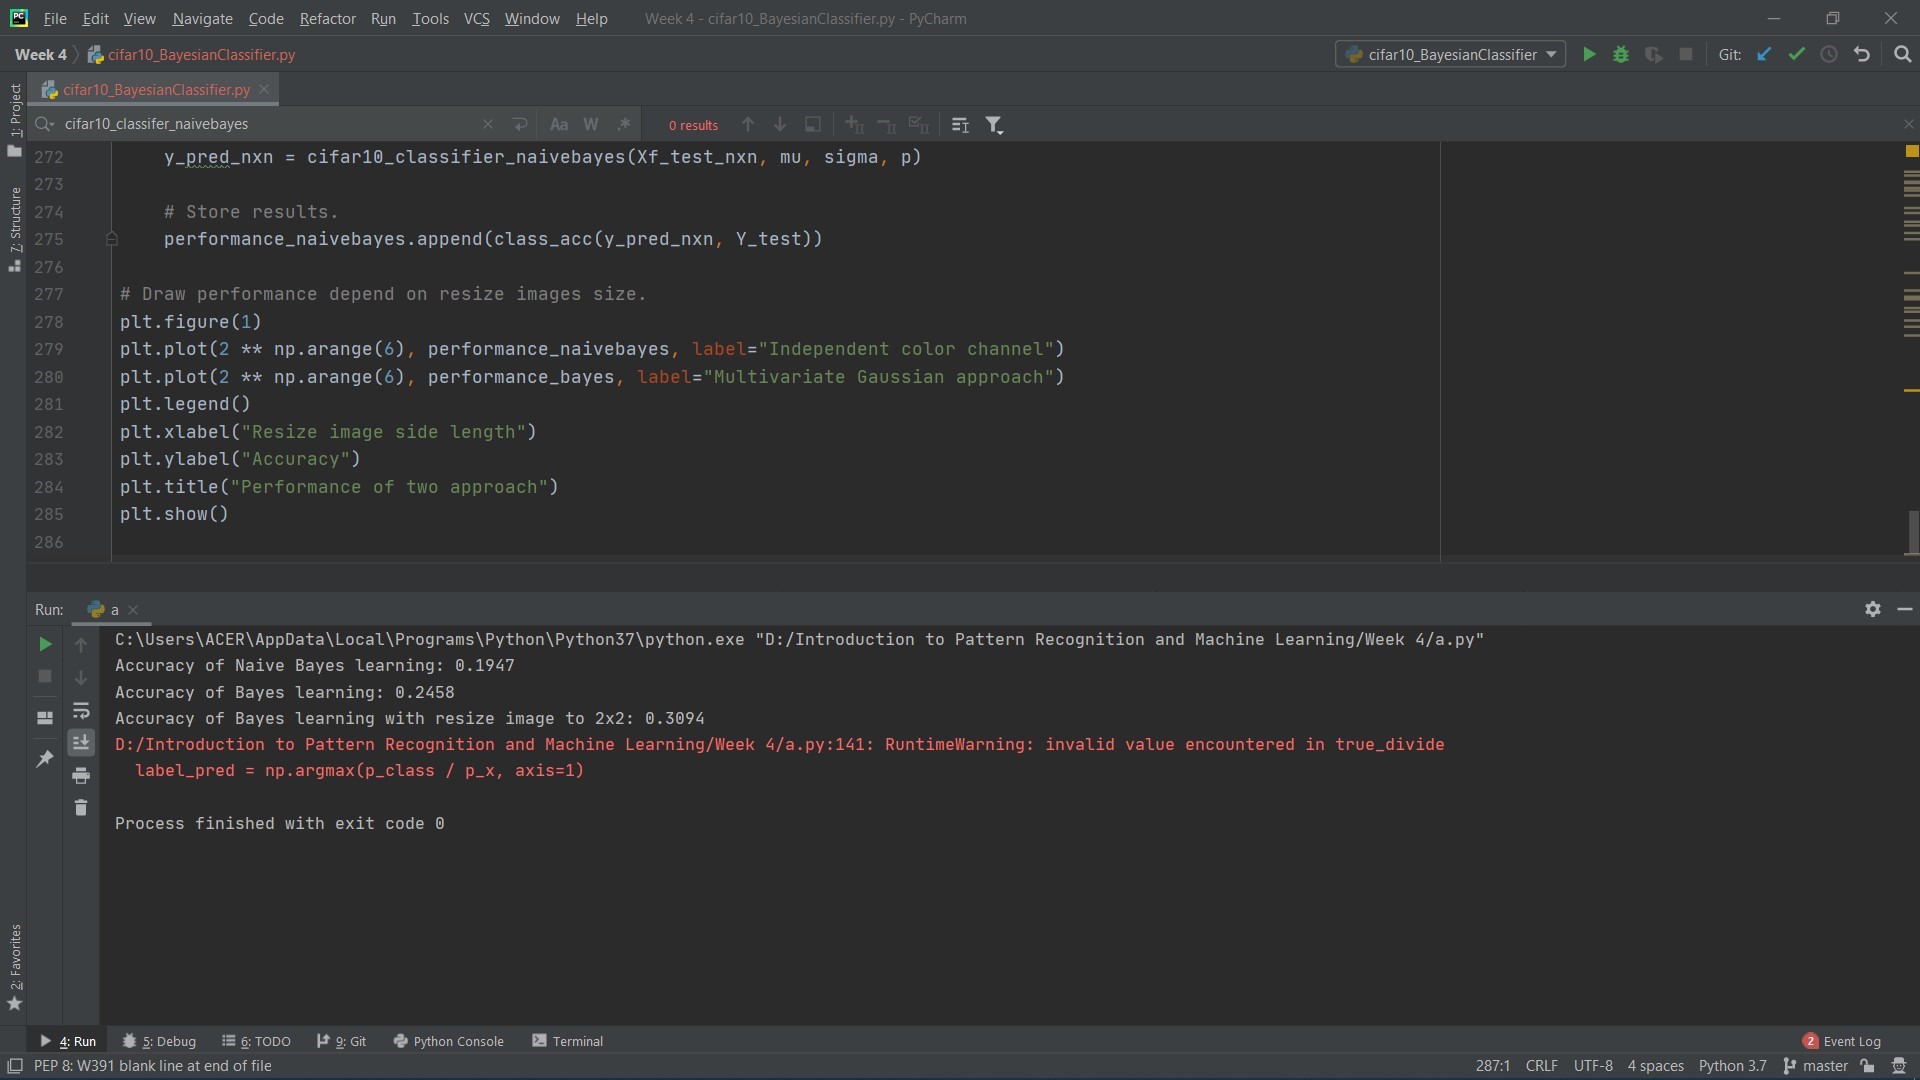 File Edit View Navigate Code Refactor Run Tools VCS Window Help Week 4 - cifar10_BayesianClassifier.py - PyCharm
Week 4 cifar10_BayesianClassifier.py cifar10_BayesianClassifier Git:
cifar10_BayesianClassifier.py
cifar10_classifer_naivebayes Aa W .* 0 results
1: Project
7: Structure
2: Favorites
272 y_pred_nxn = cifar10_classifier_naivebayes(Xf_test_nxn, mu, sigma, p)
273
274 # Store results.
275 performance_naivebayes.append(class_acc(y_pred_nxn, Y_test))
276
277 # Draw performance depend on resize images size.
278 plt.figure(1)
279 plt.plot(2 ** np.arange(6), performance_naivebayes, label="Independent color channel")
280 plt.plot(2 ** np.arange(6), performance_bayes, label="Multivariate Gaussian approach")
281 plt.legend()
282 plt.xlabel("Resize image side length")
283 plt.ylabel("Accuracy")
284 plt.title("Performance of two approach")
285 plt.show()
286
Run: a
C:\Users\ACER\AppData\Local\Programs\Python\Python37\python.exe "D:/Introduction to Pattern Recognition and Machine Learning/Week 4/a.py"
Accuracy of Naive Bayes learning: 0.1947
Accuracy of Bayes learning: 0.2458
Accuracy of Bayes learning with resize image to 2x2: 0.3094
D:/Introduction to Pattern Recognition and Machine Learning/Week 4/a.py:141: RuntimeWarning: invalid value encountered in true_divide
label_pred = np.argmax(p_class / p_x, axis=1)
Process finished with exit code 0
4: Run 5: Debug 6: TODO 9: Git Python Console Terminal 2 Event Log
PEP 8: W391 blank line at end of file 287:1 CRLF UTF-8 4 spaces Python 3.7 master